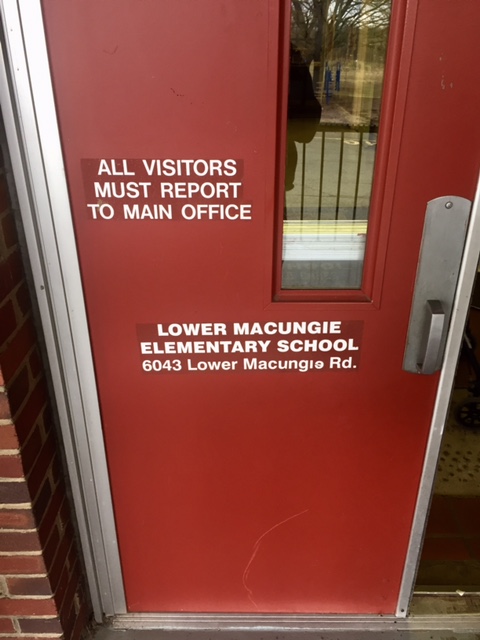 ALL VISITORS
MUST REPORT
TO MAIN OFFICE
LOWER MACUNGIE
ELEMENTARY SCHOOL
6043 Lower Macungie Rd.